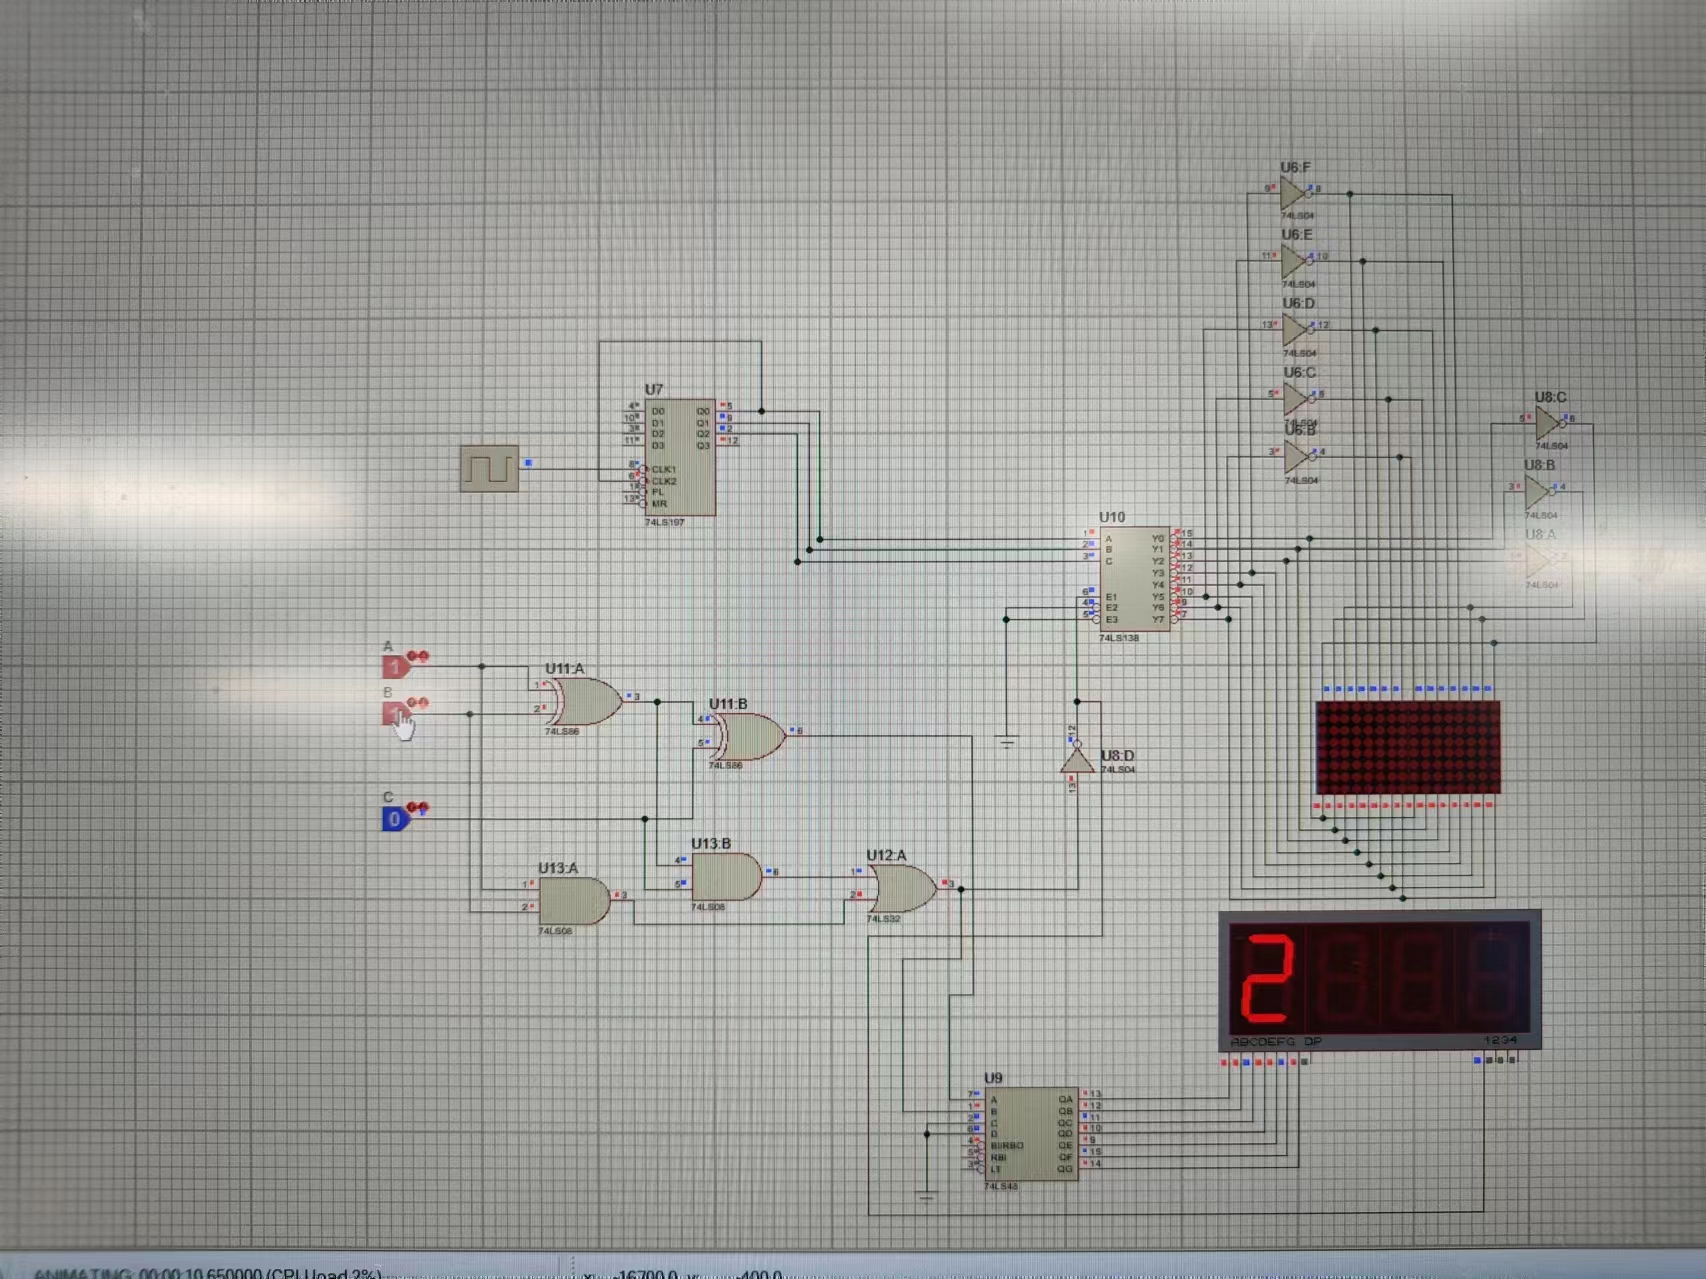 U6:F
9
8
74LS04
U6:E
11
10
74LS04
U6:D
13
12
74LS04
U6:C
5
6
U6:B
3
4
74LS04
U8:C
5
6
74LS04
U8:B
3
4
74LS04
U8:A
74LS04
U7
4 D0 Q0 5
10 D1 Q1 9
3 D2 Q2 2
11 D3 Q3 12
8 CLK1
6 CLK2
1 PL
13 MR
74LS197
U10
1 A Y0 15
2 B Y1 14
3 C Y2 13
Y3 12
Y4 11
6 E1 Y5 10
4 E2 Y6 9
5 E3 Y7 7
74LS138
A
1
B
C
0
U11:A
1
2
3
74LS86
U11:B
4
5
6
74LS86
U8:D
74LS04
12
13
U13:B
4
5
6
74LS08
U13:A
1
2
3
74LS08
U12:A
1
2
3
74LS32
2
ABCDEFG DP
1234
U9
7 A QA 13
1 B QB 12
2 C QC 11
6 D QD 10
4 BI/RBO QE 9
5 RBI QF 15
3 LT QG 14
74LS48
ANIMATING: 00:00:10.650000 (CPU load 2%)
-16700.0
-400.0